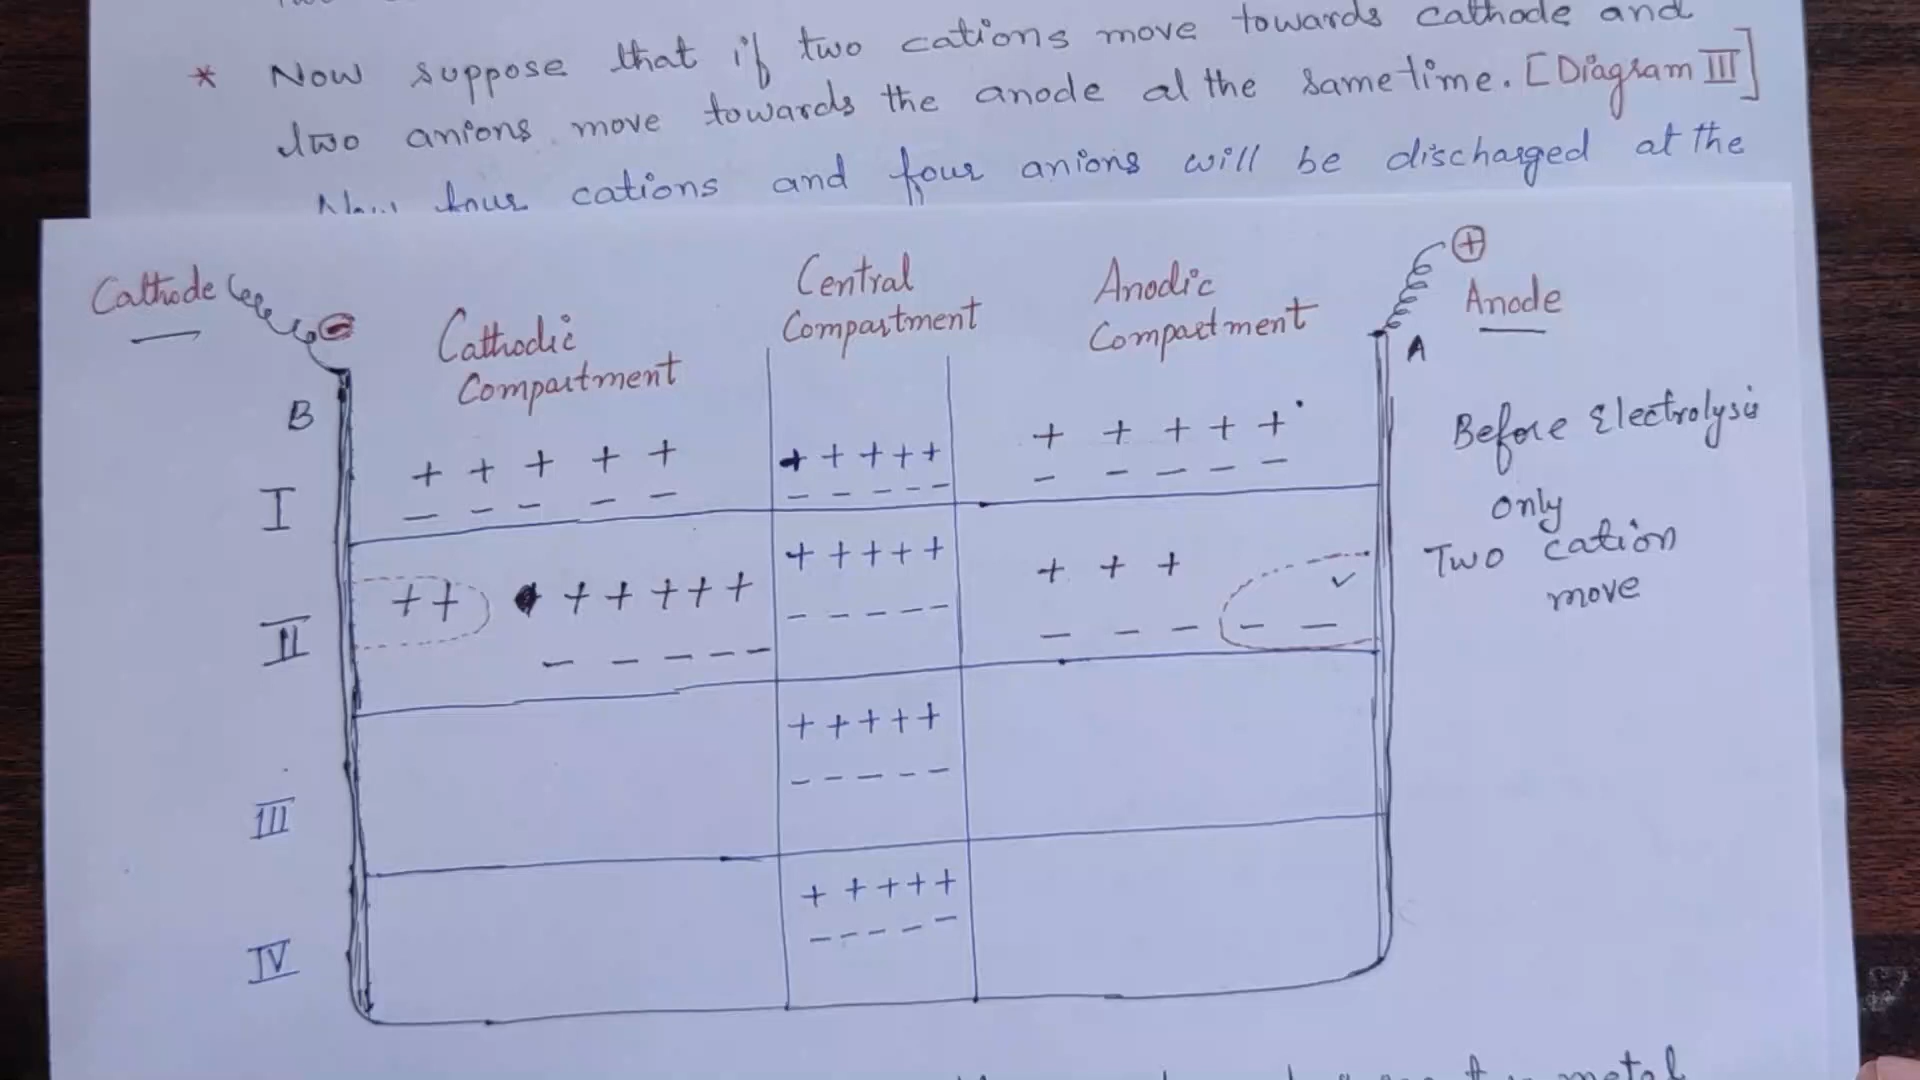 * Now suppose that if two cations move towards cathode and
two anions move towards the anode at the same time. [Diagram III]
four cations and four anions will be discharged at the
Cathode
-
Cathodic
Compartment
Central
Compartment
Anodic
Compartment
+
Anode
A
B
I
+ + + + +
- - - - -
+ + + + +
- - - - -
+ + + + +
- - - - -
Before Electrolysis
II
+ + + + + + +
- - - - -
+ + + + +
- - - - -
+ + +
- - - - -
only
Two cation
move
III
+ + + + +
- - - - -
IV
+ + + + +
- - - - -
metal